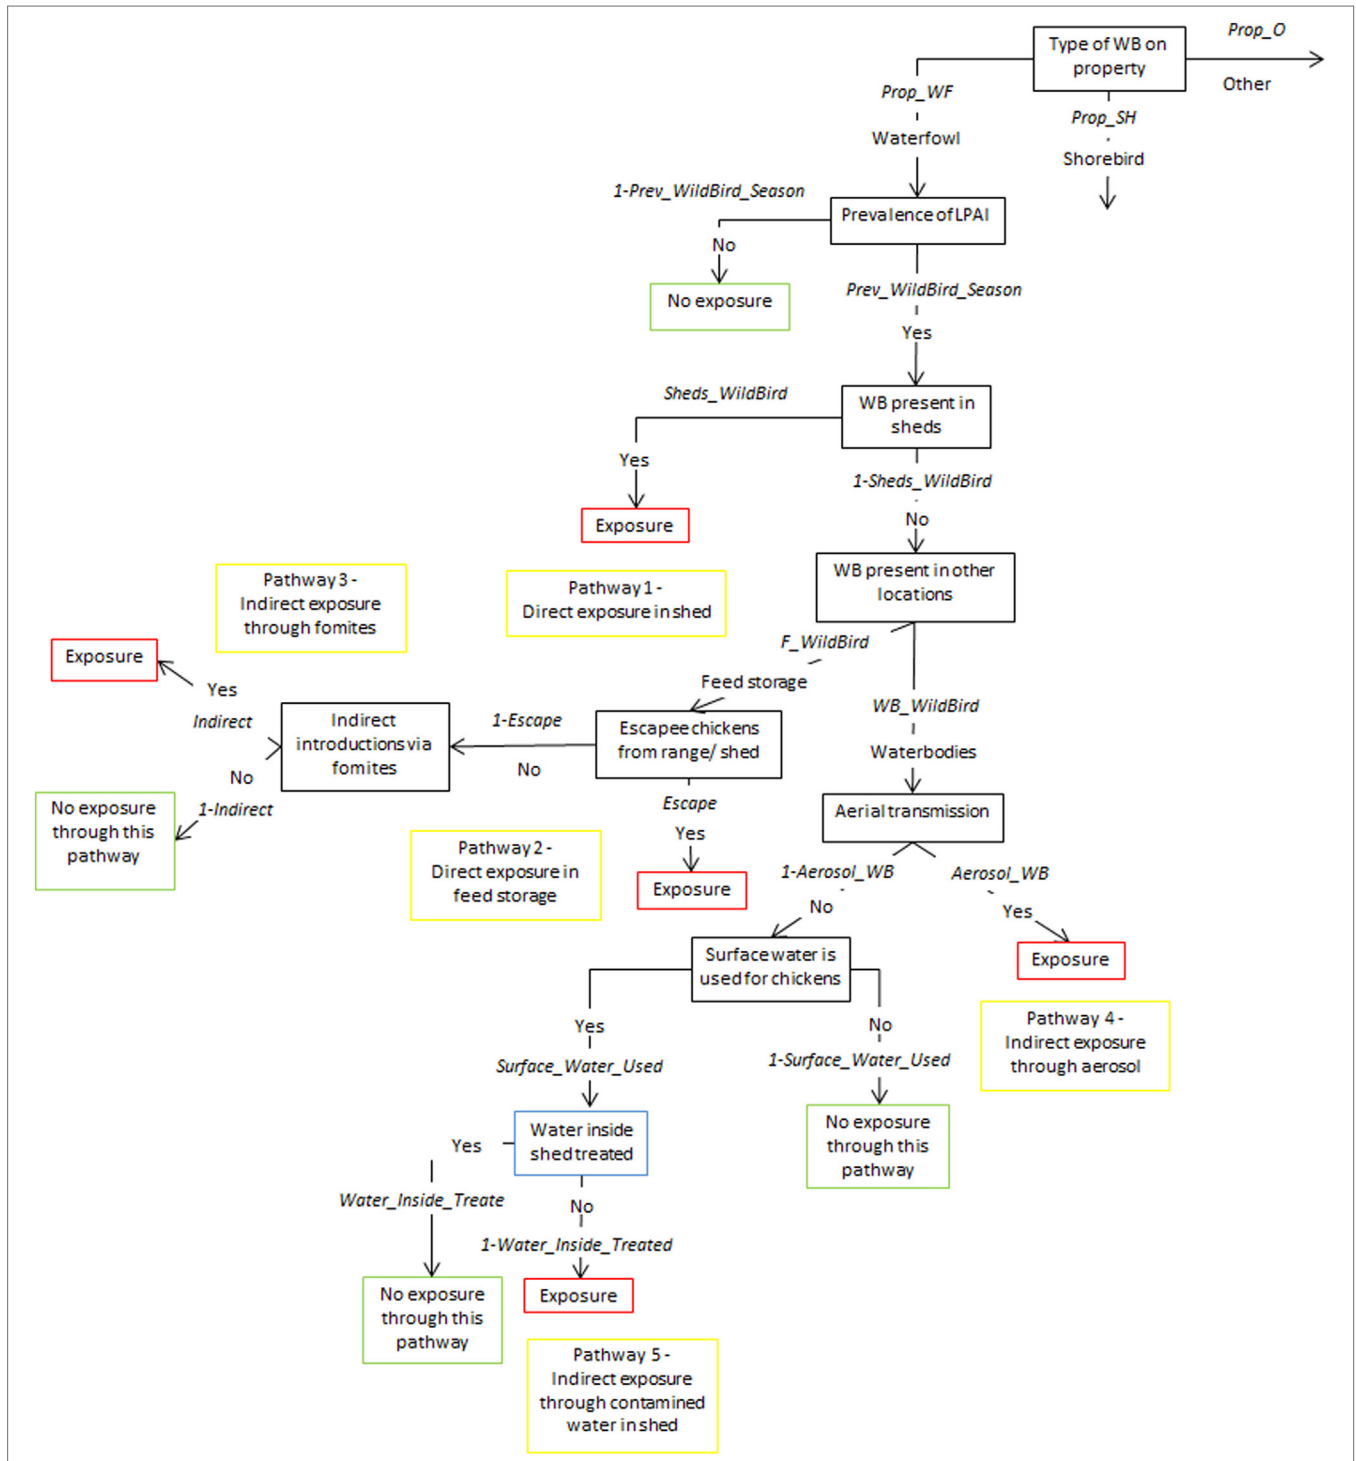 Prop_O
Type of WB on
property
Other
Prop_WF
Prop_SH
Waterfowl
Shorebird
1-Prev_WildBird_Season
Prevalence of LPAI
No
No exposure
Prev_WildBird_Season
Yes
Sheds_WildBird
WB present in
sheds
Yes
1-Sheds_WildBird
Exposure
No
Pathway 3 -
Indirect exposure
through fomites
Pathway 1 -
Direct exposure in shed
WB present in other
locations
Exposure
F_WildBird
Yes
Feed storage
Indirect
Indirect
introductions via
fomites
1-Escape
No
Escapee chickens
from range/ shed
WB_WildBird
Waterbodies
No
1-Indirect
No exposure
through this
pathway
Escape
Yes
Aerial transmission
Pathway 2 -
Direct exposure in
feed storage
Exposure
1-Aerosol_WB
Aerosol_WB
No
Yes
Surface water is
used for chickens
Exposure
Yes
No
Pathway 4 -
Indirect exposure
through aerosol
Surface_Water_Used
1-Surface_Water_Used
Yes
Water inside
shed treated
No exposure
through this
pathway
Water_Inside_Treate
No
1-Water_Inside_Treated
No exposure
through this
pathway
Exposure
Pathway 5 -
Indirect exposure
through contamined
water in shed